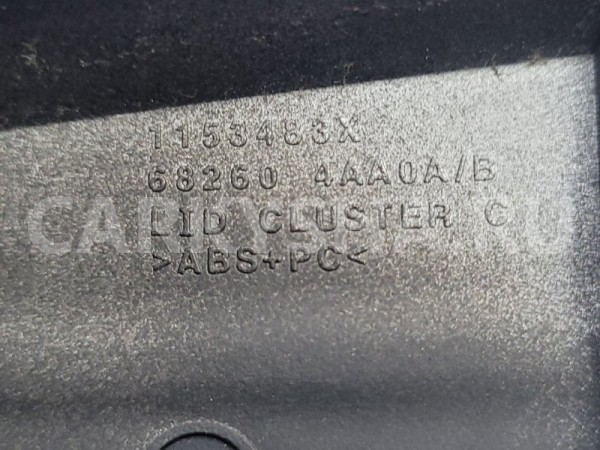 1153483X
68260 4AA0A/B
LID CLUSTER C
>ABS+PC<